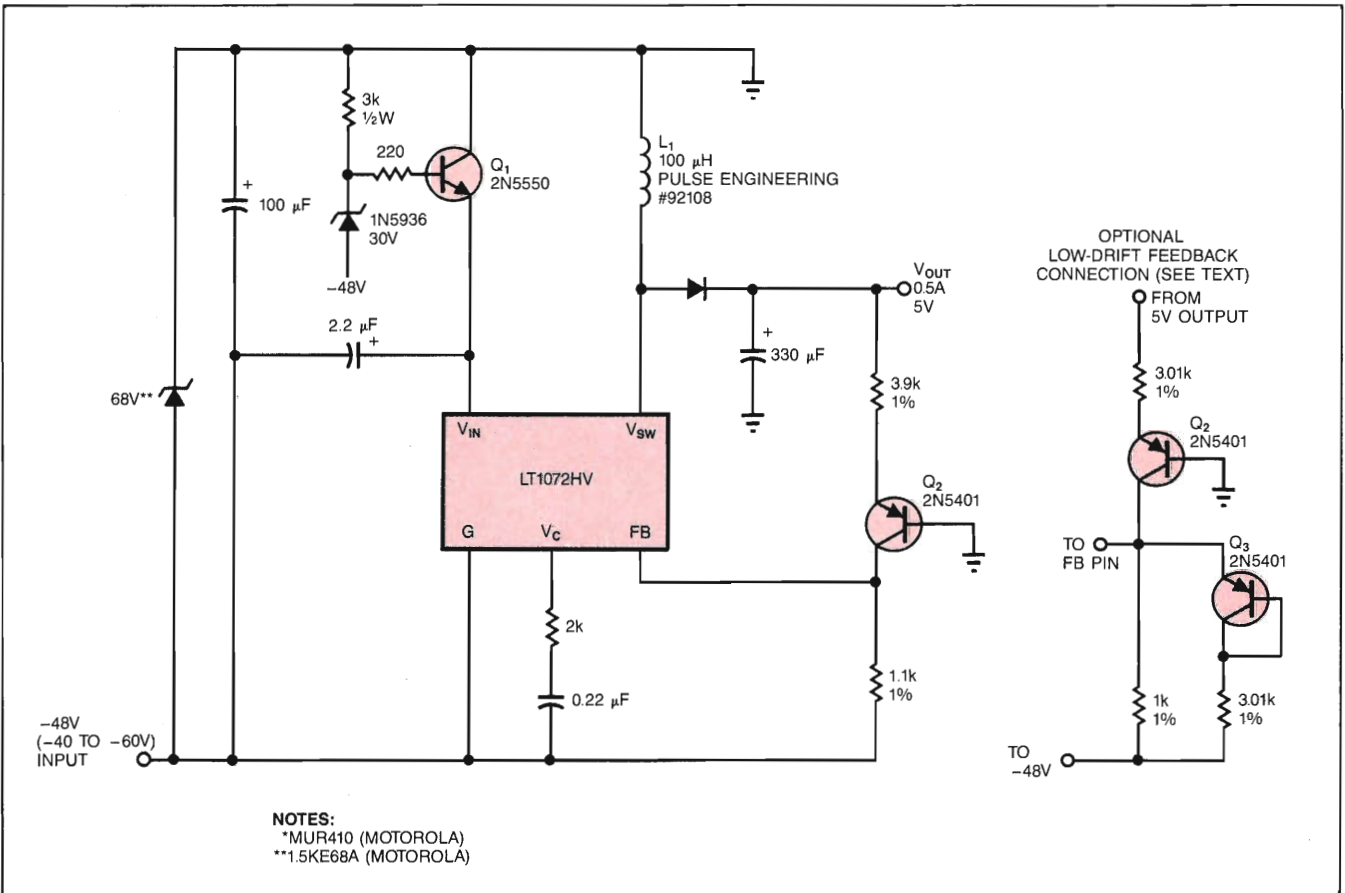 3k
½W
220
Q1
2N5550
100 µF
+
1N5936
30V
–48V
2.2 µF
+
68V**
L1
100 µH
PULSE ENGINEERING
#92108
VOUT
0.5A
5V
+
330 µF
3.9k
1%
VIN
VSW
LT1072HV
G
VC
FB
Q2
2N5401
2k
0.22 µF
1.1k
1%
–48V
(–40 TO –60V)
INPUT
OPTIONAL
LOW-DRIFT FEEDBACK
CONNECTION (SEE TEXT)
FROM
5V OUTPUT
3.01k
1%
Q2
2N5401
TO
FB PIN
Q3
2N5401
1k
1%
3.01k
1%
TO
–48V
NOTES:
*MUR410 (MOTOROLA)
**1.5KE68A (MOTOROLA)